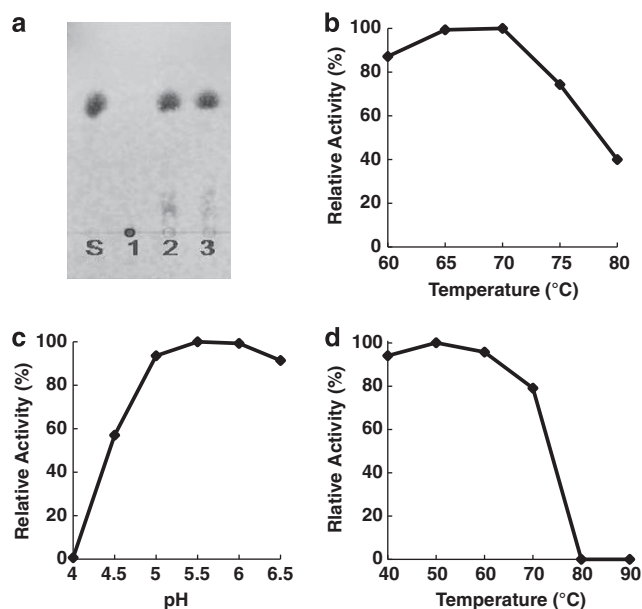 a
S 1 2 3
b
Relative Activity (%)
100
80
60
40
20
0
60 65 70 75 80
Temperature (°C)
c
Relative Activity (%)
100
80
60
40
20
0
4 4.5 5 5.5 6 6.5
pH
d
Rlative Activity (%)
100
80
60
40
20
0
40 50 60 70 80 90
Temperature (°C)